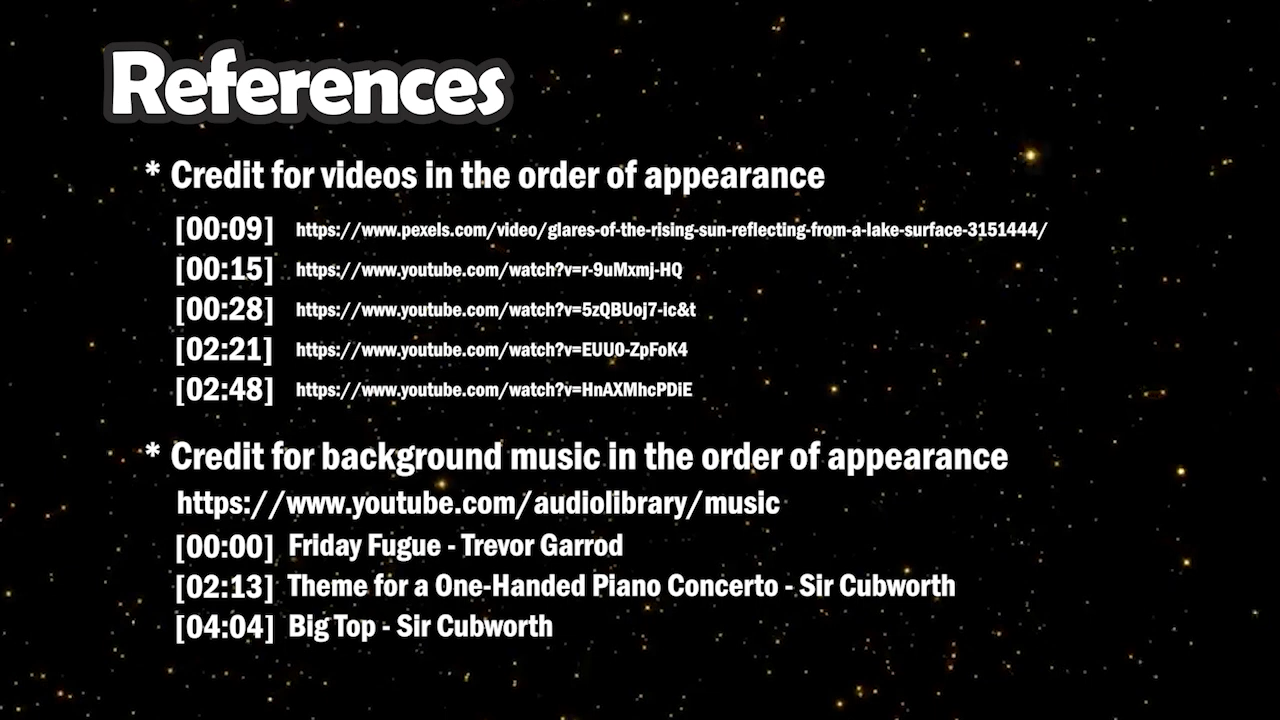 References
* Credit for videos in the order of appearance
[00:09] https://www.pexels.com/video/glares-of-the-rising-sun-reflecting-from-a-lake-surface-3151444/
[00:15] https://www.youtube.com/watch?v=r-9uMxmj-HQ
[00:28] https://www.youtube.com/watch?v=5zQBUoj7-ic&t
[02:21] https://www.youtube.com/watch?v=EUU0-ZpFoK4
[02:48] https://www.youtube.com/watch?v=HnAXMhcPDiE
* Credit for background music in the order of appearance
https://www.youtube.com/audiolibrary/music
[00:00] Friday Fugue - Trevor Garrod
[02:13] Theme for a One-Handed Piano Concerto - Sir Cubworth
[04:04] Big Top - Sir Cubworth